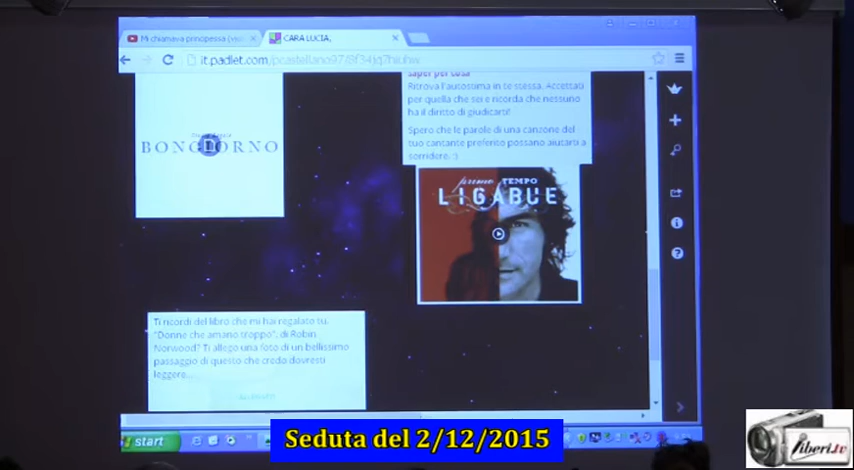 Mi chiamava principessa (vid
CARA LUCIA,
it.padlet.com/pcastellano97/
saper per cosa
Ritrova l'autostima in te stessa. Accettati
per quella che sei e ricorda che nessuno
ha il diritto di giudicarti!
Spero che le parole di una canzone del
tuo cantante preferito possano aiutarti a
sorridere. :)
BONGIORNO
primo TEMPO
LIGABUE
Ti ricordi del libro che mi hai regalato tu,
"Donne che amano troppo", di Robin
Norwood? Ti allego una foto di un bellissimo
passaggio di questo che credo dovresti
leggere...
start
Seduta del 2/12/2015
liberi.tv